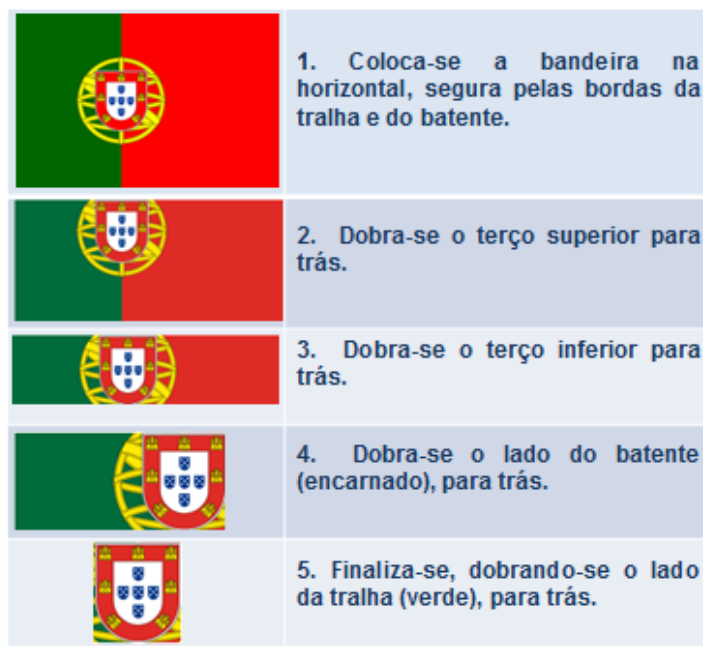 1. Coloca-se a bandeira na
horizontal, segura pelas bordas da
tralha e do batente.
2. Dobra-se o terço superior para
trás.
3. Dobra-se o terço inferior para
trás.
4. Dobra-se o lado do batente
(encarnado), para trás.
5. Finaliza-se, dobrando-se o lado
da tralha (verde), para trás.